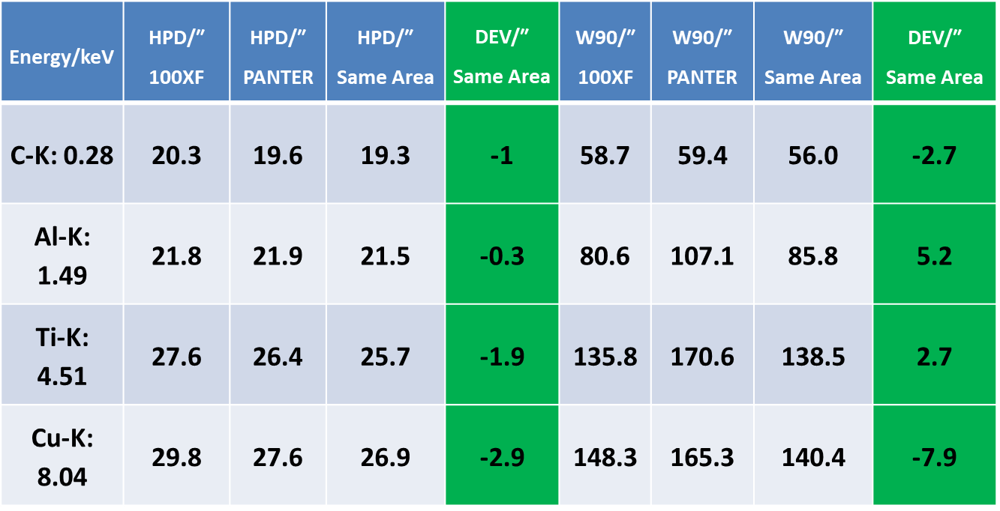 Energy/keV HPD/” HPD/” HPD/” DEV/” W90/” W90/” W90/” DEV/”
100XF PANTER Same Area Same Area 100XF PANTER Same Area Same Area
C-K: 0.28 20.3 19.6 19.3 -1 58.7 59.4 56.0 -2.7
Al-K:
1.49 21.8 21.9 21.5 -0.3 80.6 107.1 85.8 5.2
Ti-K:
4.51 27.6 26.4 25.7 -1.9 135.8 170.6 138.5 2.7
Cu-K:
8.04 29.8 27.6 26.9 -2.9 148.3 165.3 140.4 -7.9